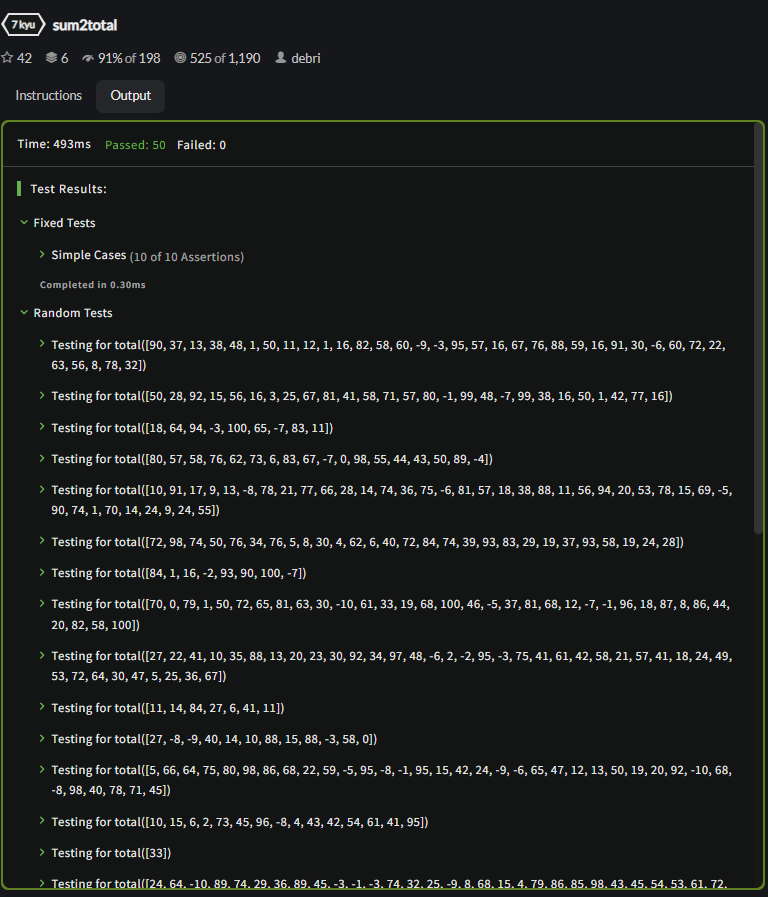 7 kyu sum2total
42 6 91% of 198 525 of 1,190 debri
Instructions Output
Time: 493ms Passed: 50 Failed: 0
Test Results:
Fixed Tests
Simple Cases (10 of 10 Assertions)
Completed in 0.30ms
Random Tests
Testing for total([90, 37, 13, 38, 48, 1, 50, 11, 12, 1, 16, 82, 58, 60, -9, -3, 95, 57, 16, 67, 76, 88, 59, 16, 91, 30, -6, 60, 72, 22,
63, 56, 8, 78, 32])
Testing for total([50, 28, 92, 15, 56, 16, 3, 25, 67, 81, 41, 58, 71, 57, 80, -1, 99, 48, -7, 99, 38, 16, 50, 1, 42, 77, 16])
Testing for total([18, 64, 94, -3, 100, 65, -7, 83, 11])
Testing for total([80, 57, 58, 76, 62, 73, 6, 83, 67, -7, 0, 98, 55, 44, 43, 50, 89, -4])
Testing for total([10, 91, 17, 9, 13, -8, 78, 21, 77, 66, 28, 14, 74, 36, 75, -6, 81, 57, 18, 38, 88, 11, 56, 94, 20, 53, 78, 15, 69, -5,
90, 74, 1, 70, 14, 24, 9, 24, 55])
Testing for total([72, 98, 74, 50, 76, 34, 76, 5, 8, 30, 4, 62, 6, 40, 72, 84, 74, 39, 93, 83, 29, 19, 37, 93, 58, 19, 24, 28])
Testing for total([84, 1, 16, -2, 93, 90, 100, -7])
Testing for total([70, 0, 79, 1, 50, 72, 65, 81, 63, 30, -10, 61, 33, 19, 68, 100, 46, -5, 37, 81, 68, 12, -7, -1, 96, 18, 87, 8, 86, 44,
20, 82, 58, 100])
Testing for total([27, 22, 41, 10, 35, 88, 13, 20, 23, 30, 92, 34, 97, 48, -6, 2, -2, 95, -3, 75, 41, 61, 42, 58, 21, 57, 41, 18, 24, 49,
53, 72, 64, 30, 47, 5, 25, 36, 67])
Testing for total([11, 14, 84, 27, 6, 41, 11])
Testing for total([27, -8, -9, 40, 14, 10, 88, 15, 88, -3, 58, 0])
Testing for total([5, 66, 64, 75, 80, 98, 86, 68, 22, 59, -5, 95, -8, -1, 95, 15, 42, 24, -9, -6, 65, 47, 12, 13, 50, 19, 20, 92, -10, 68,
-8, 98, 40, 78, 71, 45])
Testing for total([10, 15, 6, 2, 73, 45, 96, -8, 4, 43, 42, 54, 61, 41, 95])
Testing for total([33])
Testing for total([24, 64, -10, 89, 74, 29, 36, 89, 45, -3, -1, -3, 74, 32, 25, -9, 8, 68, 15, 4, 79, 86, 85, 98, 43, 45, 54, 53, 61, 72,